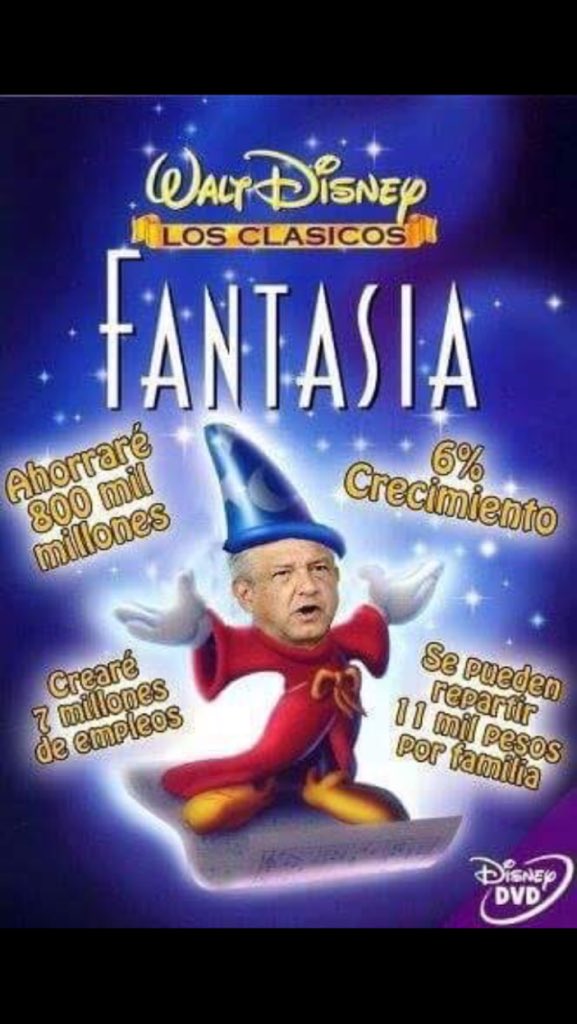 WALT DISNEY
LOS CLASICOS
FANTASIA
Ahorraré
800 mil
millones
6%
Crecimiento
Crearé
7 millones
de empleos
Se pueden
repartir
11 mil pesos
por familia
DISNEY
DVD